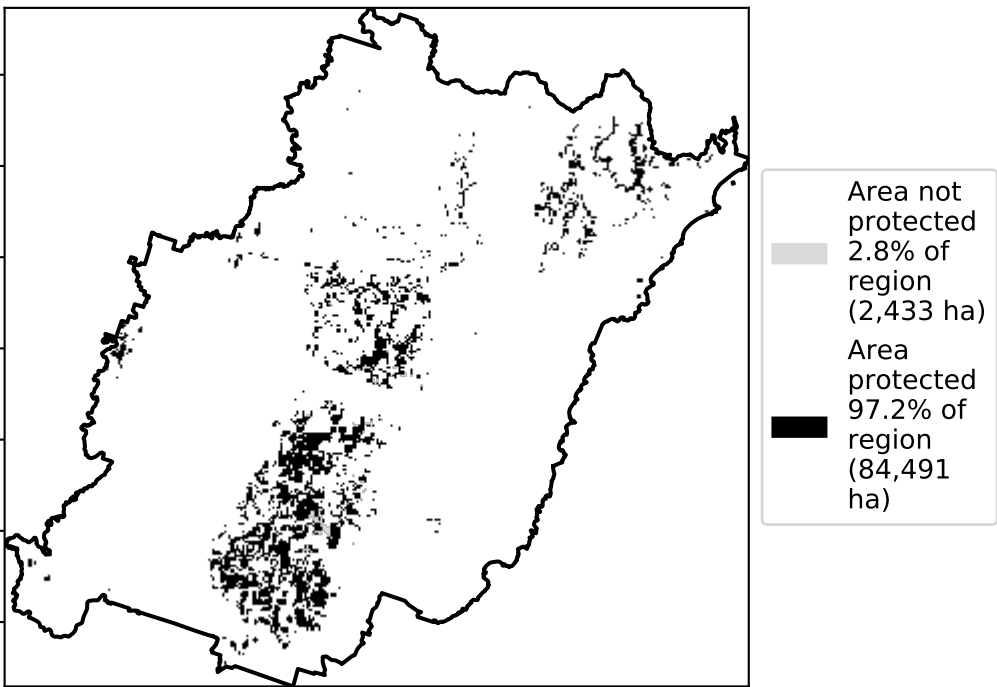 Area not
protected
2.8% of
region
(2,433 ha)
Area
protected
97.2% of
region
(84,491
ha)